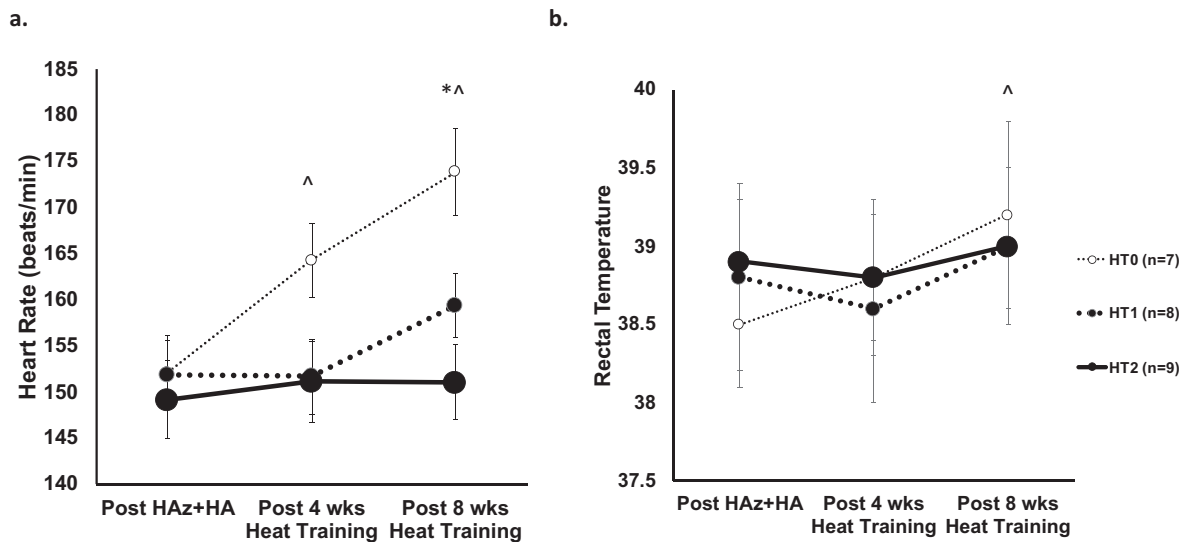 a.
185
180
175
170
165
160
155
150
145
140
Heart Rate (beats/min)
*^
^
Post HAz+HA
Post 4 wks
Heat Training
Post 8 wks
Heat Training
b.
40
39.5
39
38.5
38
37.5
Rectal Temperature
^
Post HAz+HA
Post 4 wks
Heat Training
Post 8 wks
Heat Training
HT0 (n=7)
HT1 (n=8)
HT2 (n=9)